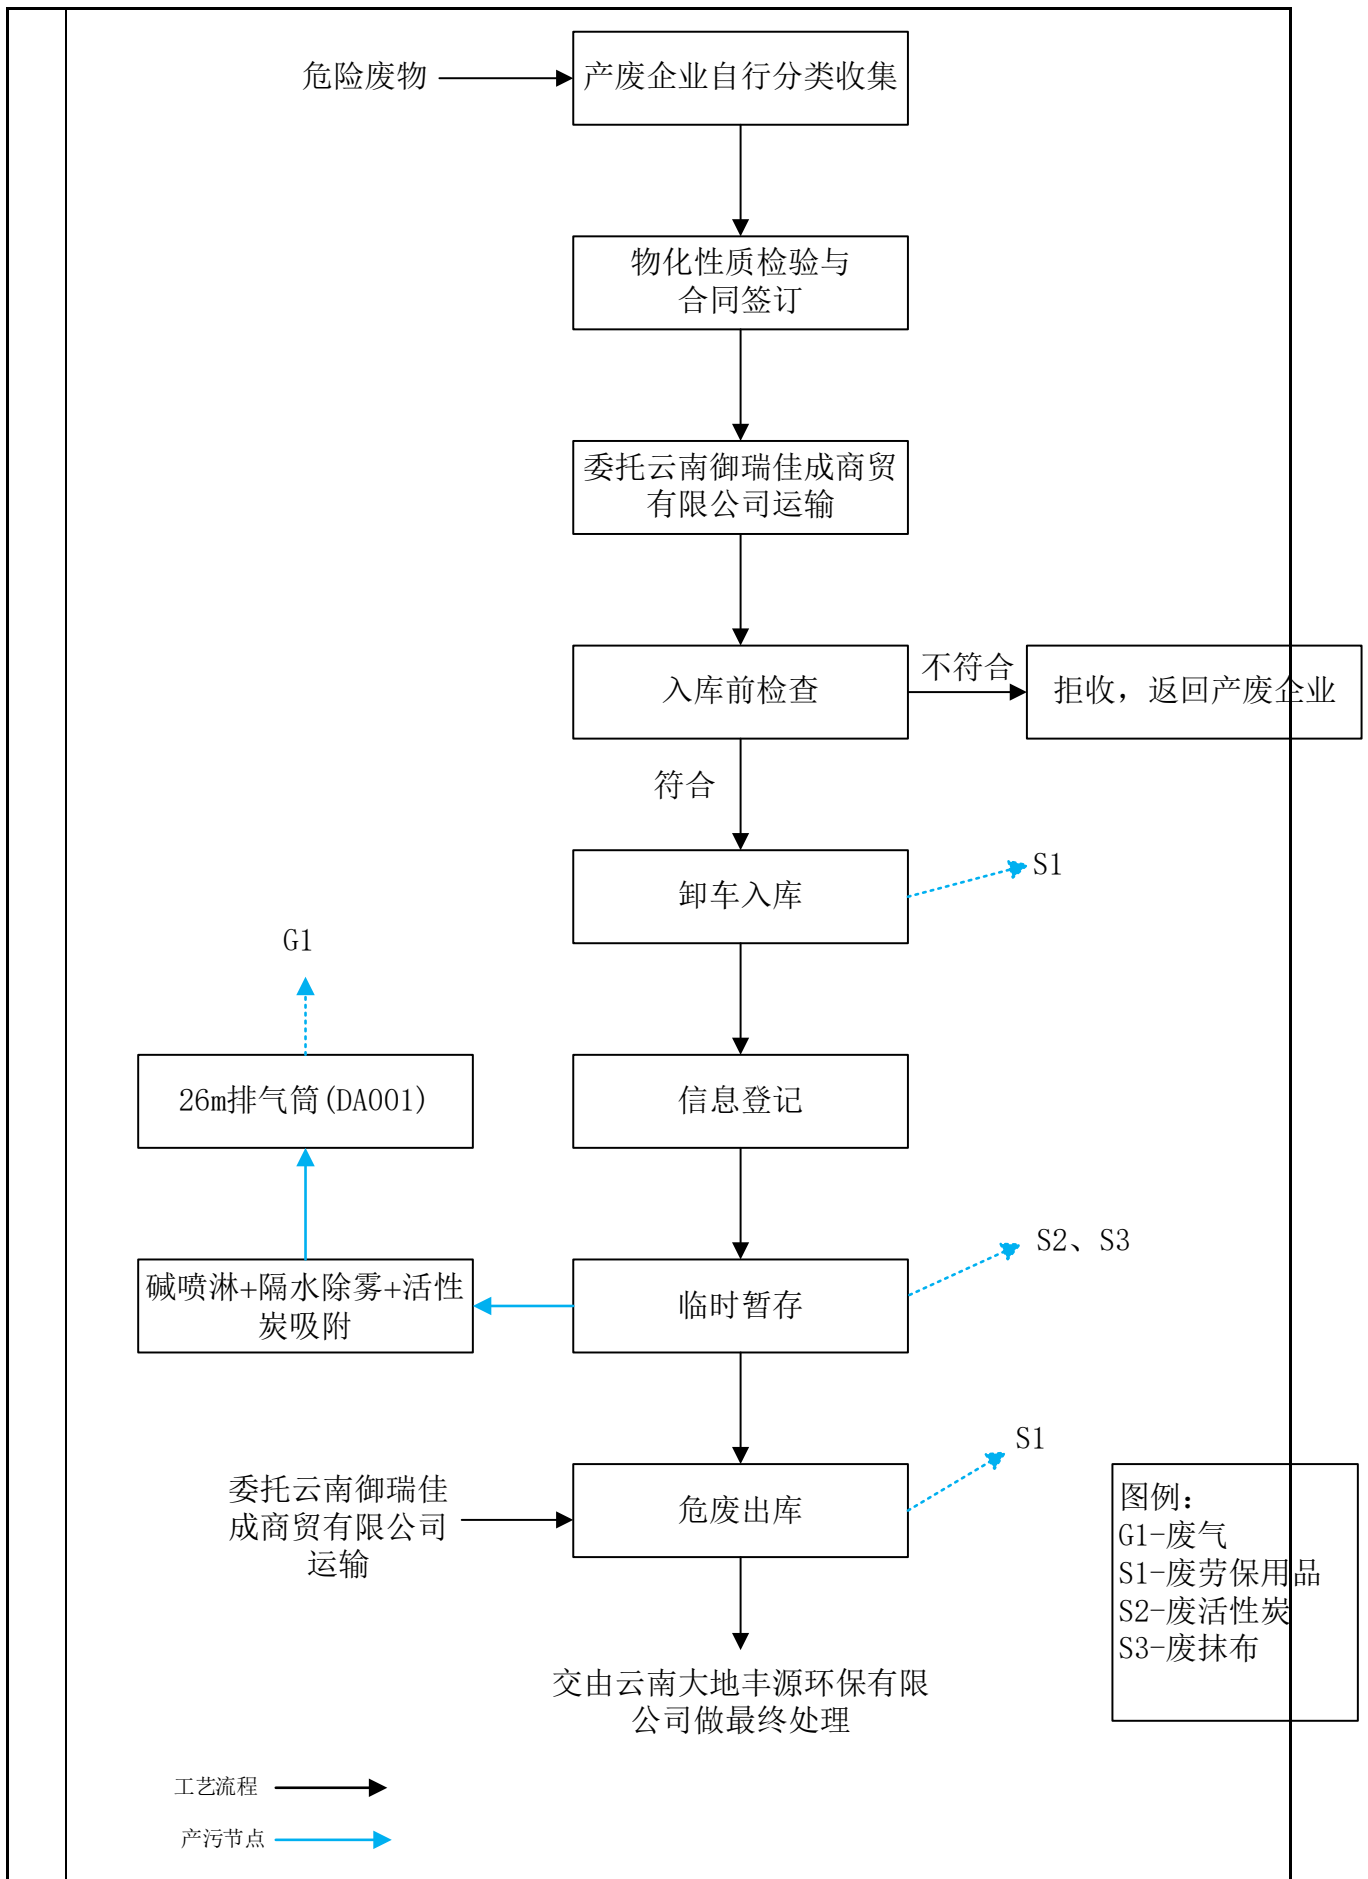 危险废物
产废企业自行分类收集
物化性质检验与
合同签订
委托云南御瑞佳成商贸
有限公司运输
入库前检查
不符合
拒收，返回产废企业
符合
卸车入库
S1
G1
26m排气筒(DA001)
信息登记
碱喷淋+隔水除雾+活性
炭吸附
临时暂存
S2、S3
委托云南御瑞佳
成商贸有限公司
运输
危废出库
S1
交由云南大地丰源环保有限
公司做最终处理
图例：
G1-废气
S1-废劳保用品
S2-废活性炭
S3-废抹布
工艺流程
产污节点